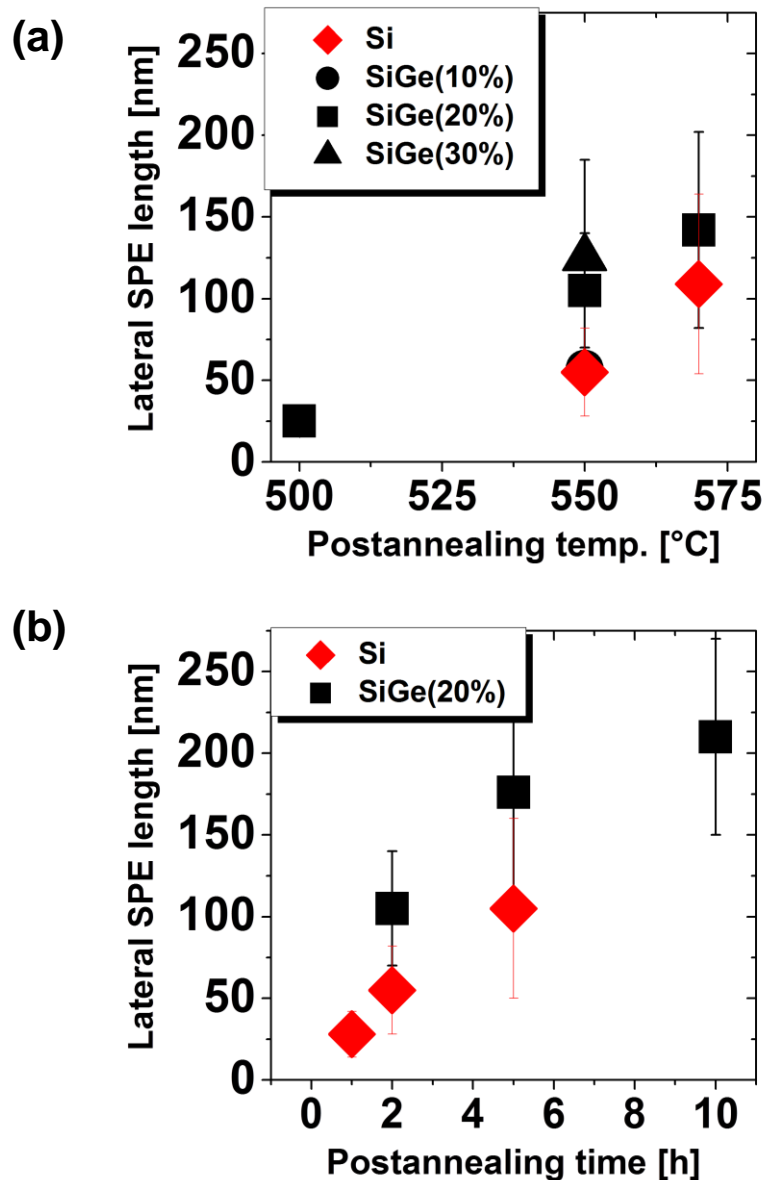 (a)
Si
SiGe(10%)
SiGe(20%)
SiGe(30%)
250
200
150
100
50
0
Lateral SPE length [nm]
500 525 550 575
Postannealing temp. [°C]
(b)
Si
SiGe(20%)
250
200
150
100
50
0
Lateral SPE length [nm]
0 2 4 6 8 10
Postannealing time [h]